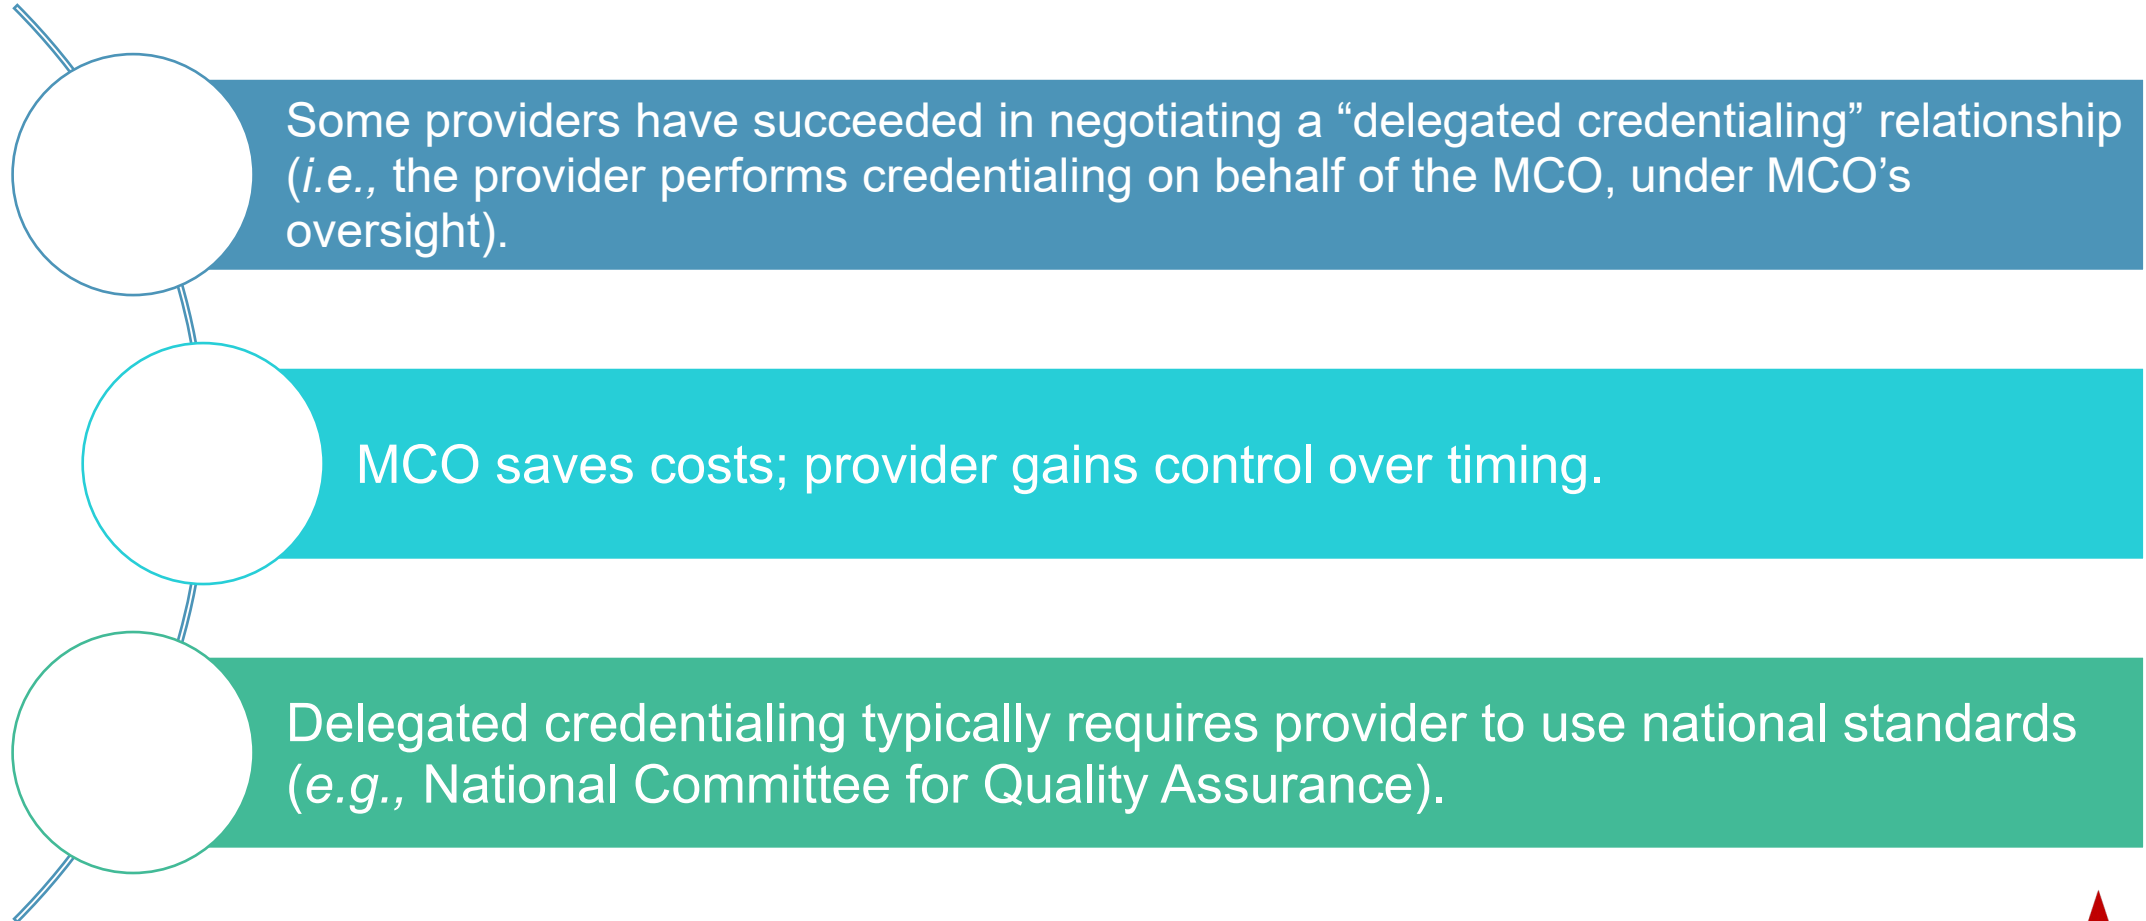 Some providers have succeeded in negotiating a “delegated credentialing” relationship
(i.e., the provider performs credentialing on behalf of the MCO, under MCO’s
oversight).
MCO saves costs; provider gains control over timing.
Delegated credentialing typically requires provider to use national standards
(e.g., National Committee for Quality Assurance).